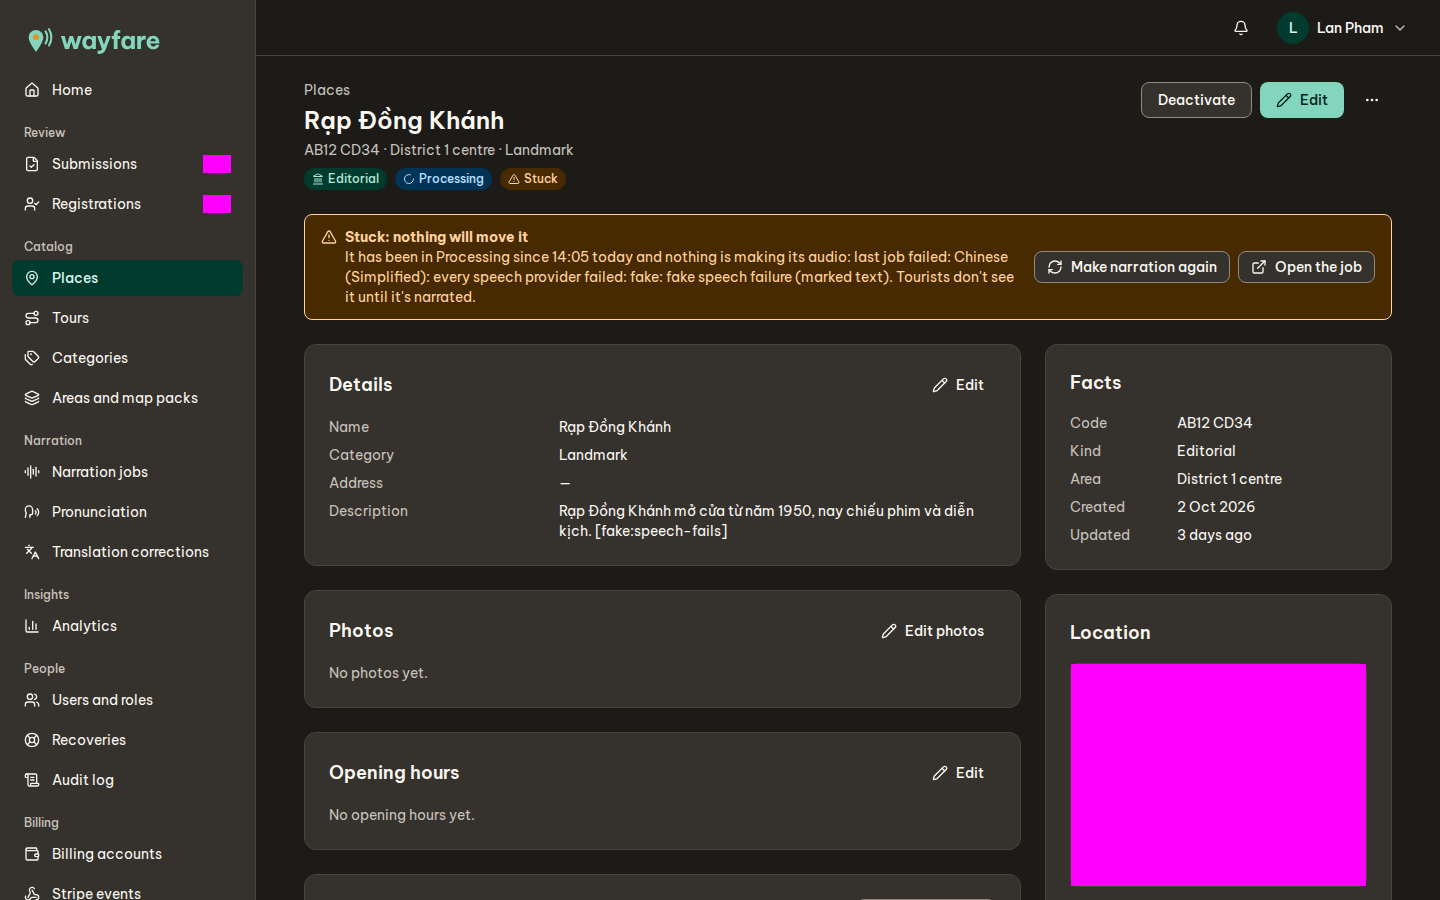 wayfare
Lan Pham
L
Home
Review
Submissions
Registrations
Catalog
Places
Tours
Categories
Areas and map packs
Narration
Narration jobs
Pronunciation
Translation corrections
Insights
Analytics
People
Users and roles
Recoveries
Audit log
Billing
Billing accounts
Stripe events
Places
Rạp Đồng Khánh
AB12 CD34 · District 1 centre · Landmark
Editorial
Processing
Stuck
Deactivate
Edit
Stuck: nothing will move it
It has been in Processing since 14:05 today and nothing is making its audio: last job failed: Chinese
(Simplified): every speech provider failed: fake: fake speech failure (marked text). Tourists don't see
it until it's narrated.
Make narration again
Open the job
Details
Edit
Name Rạp Đồng Khánh
Category Landmark
Address —
Description Rạp Đồng Khánh mở cửa từ năm 1950, nay chiếu phim và diễn
kịch. [fake:speech-fails]
Photos
Edit photos
No photos yet.
Opening hours
Edit
No opening hours yet.
Facts
Code AB12 CD34
Kind Editorial
Area District 1 centre
Created 2 Oct 2026
Updated 3 days ago
Location